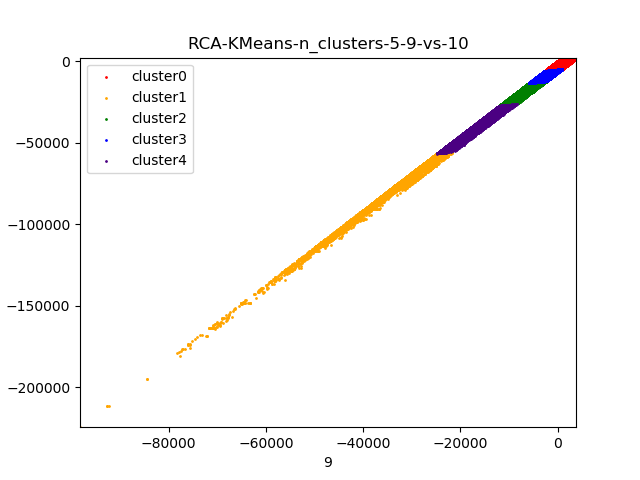 RCA-KMeans-n_clusters-5-9-vs-10
0
−50000
−100000
−150000
−200000
cluster0
cluster1
cluster2
cluster3
cluster4
−80000
−60000
−40000
−20000
0
9